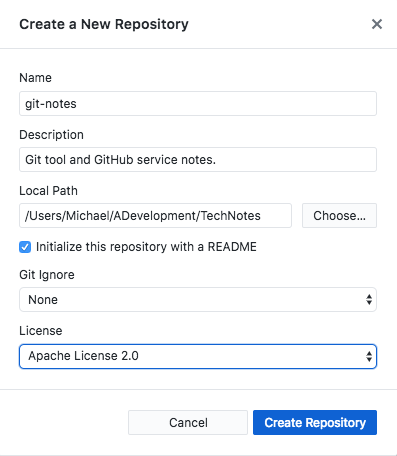 Create a New Repository
Name
git-notes
Description
Git tool and GitHub service notes.
Local Path
/Users/Michael/ADevelopment/TechNotes
Choose...
Initialize this repository with a README
Git Ignore
None
License
Apache License 2.0
Cancel
Create Repository